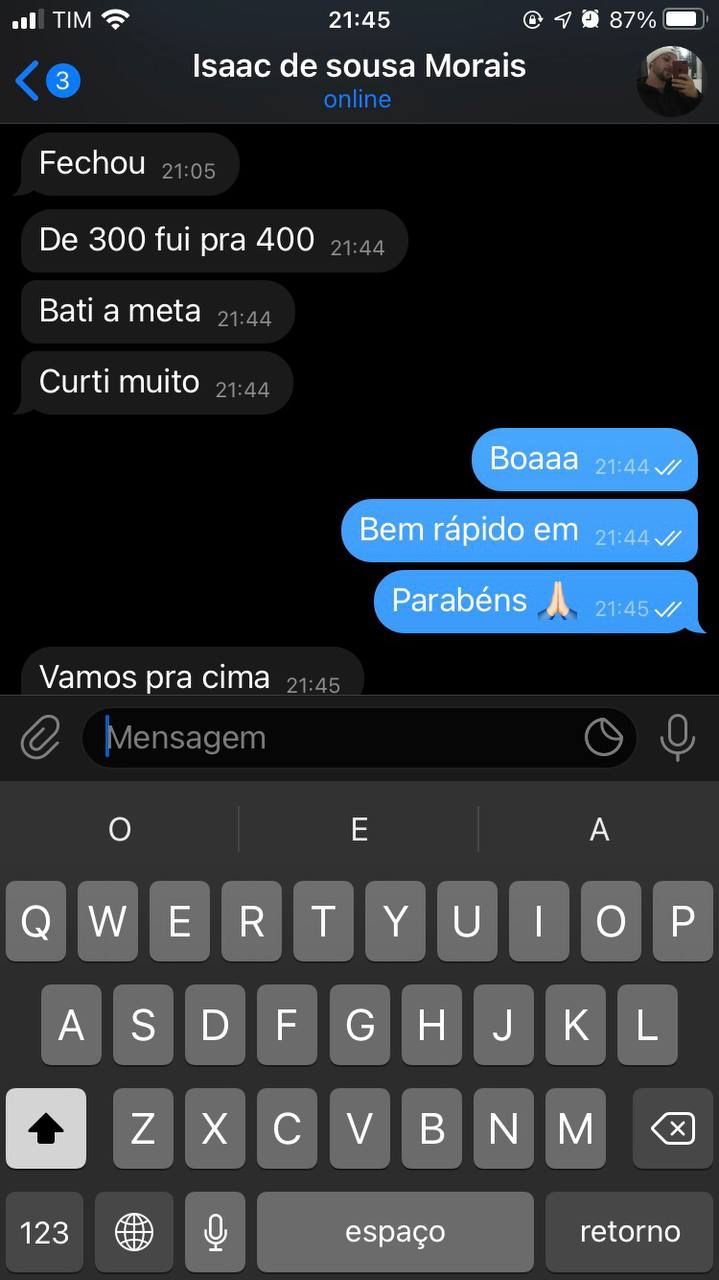 TIM 21:45 87%
3 Isaac de sousa Morais
online
Fechou 21:05
De 300 fui pra 400 21:44
Bati a meta 21:44
Curti muito 21:44
Boaaa 21:44
Bem rápido em 21:44
Parabéns 🙏🏻 21:45
Vamos pra cima 21:45
Mensagem
O E A
Q W E R T Y U I O P
A S D F G H J K L
Z X C V B N M
123 espaço retorno